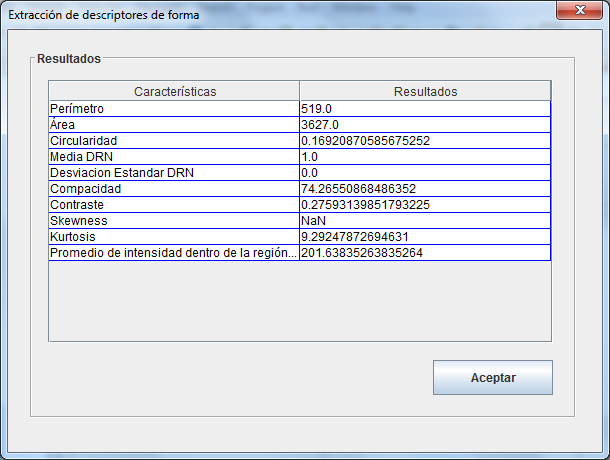 Extracción de descriptores de forma
Resultados
Características Resultados
Perímetro 519.0
Área 3627.0
Circularidad 0.16920870585675252
Media DRN 1.0
Desviacion Estandar DRN 0.0
Compacidad 74.26550868486352
Contraste 0.27593139851793225
Skewness NaN
Kurtosis 9.29247872694631
Promedio de intensidad dentro de la región... 201.63835263835264
Aceptar